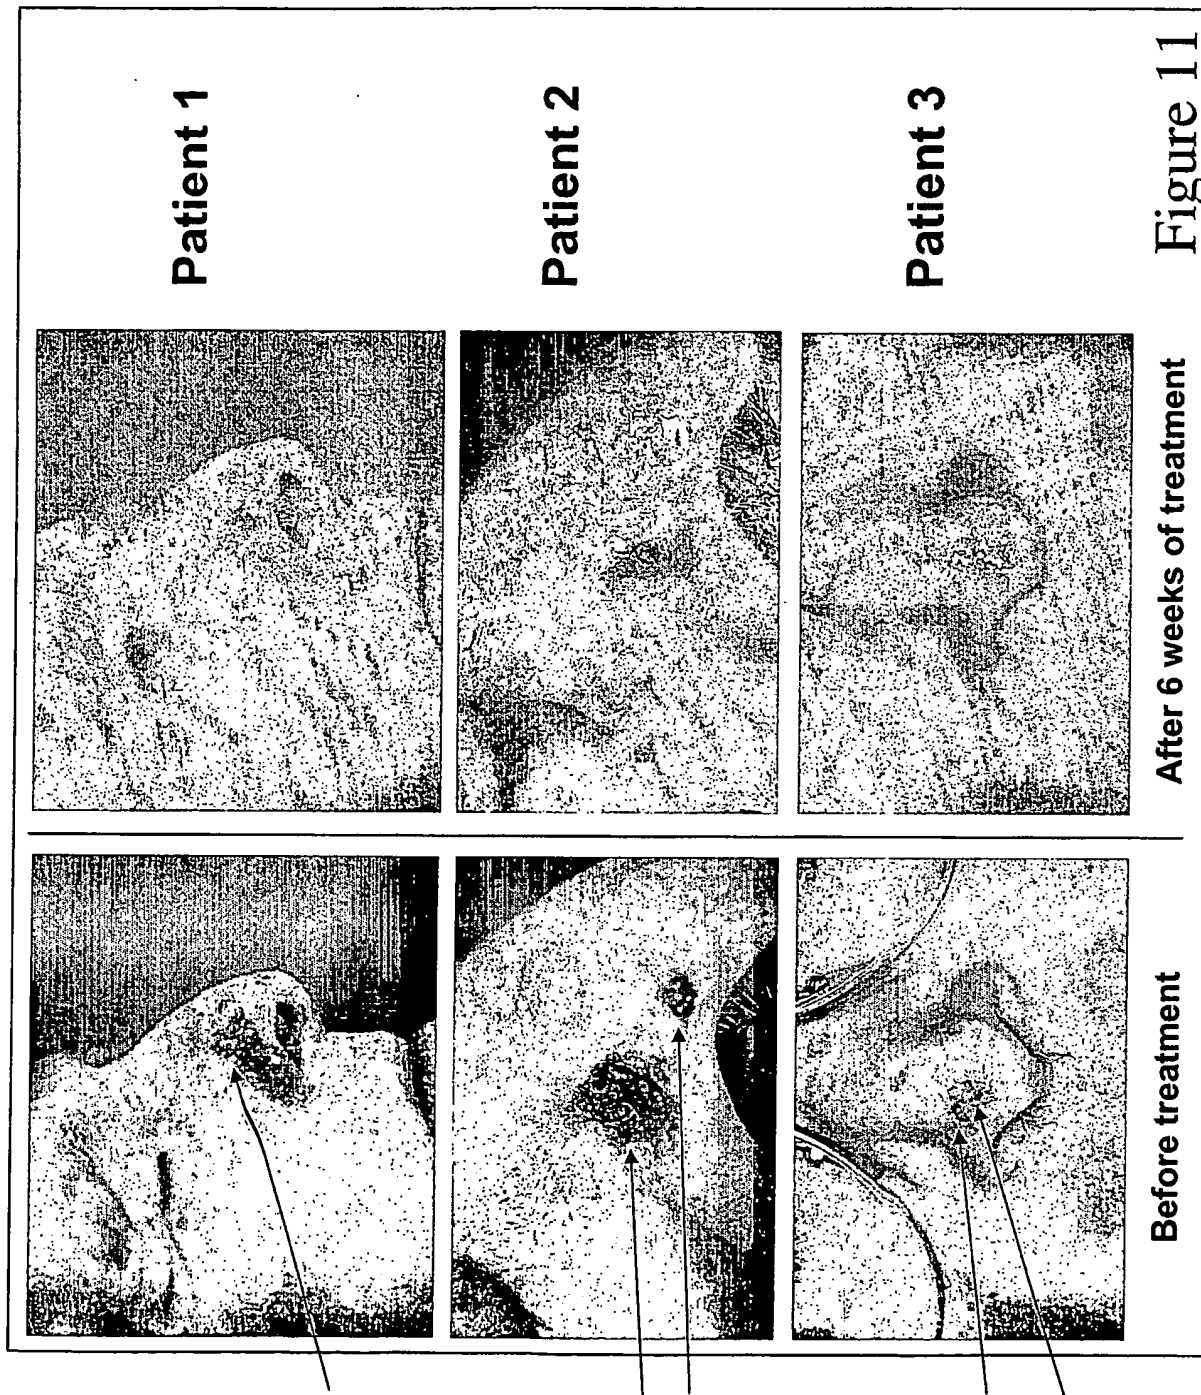 Patient 1
Patient 2
Patient 3
Before treatment
After 6 weeks of treatment
Figure 11